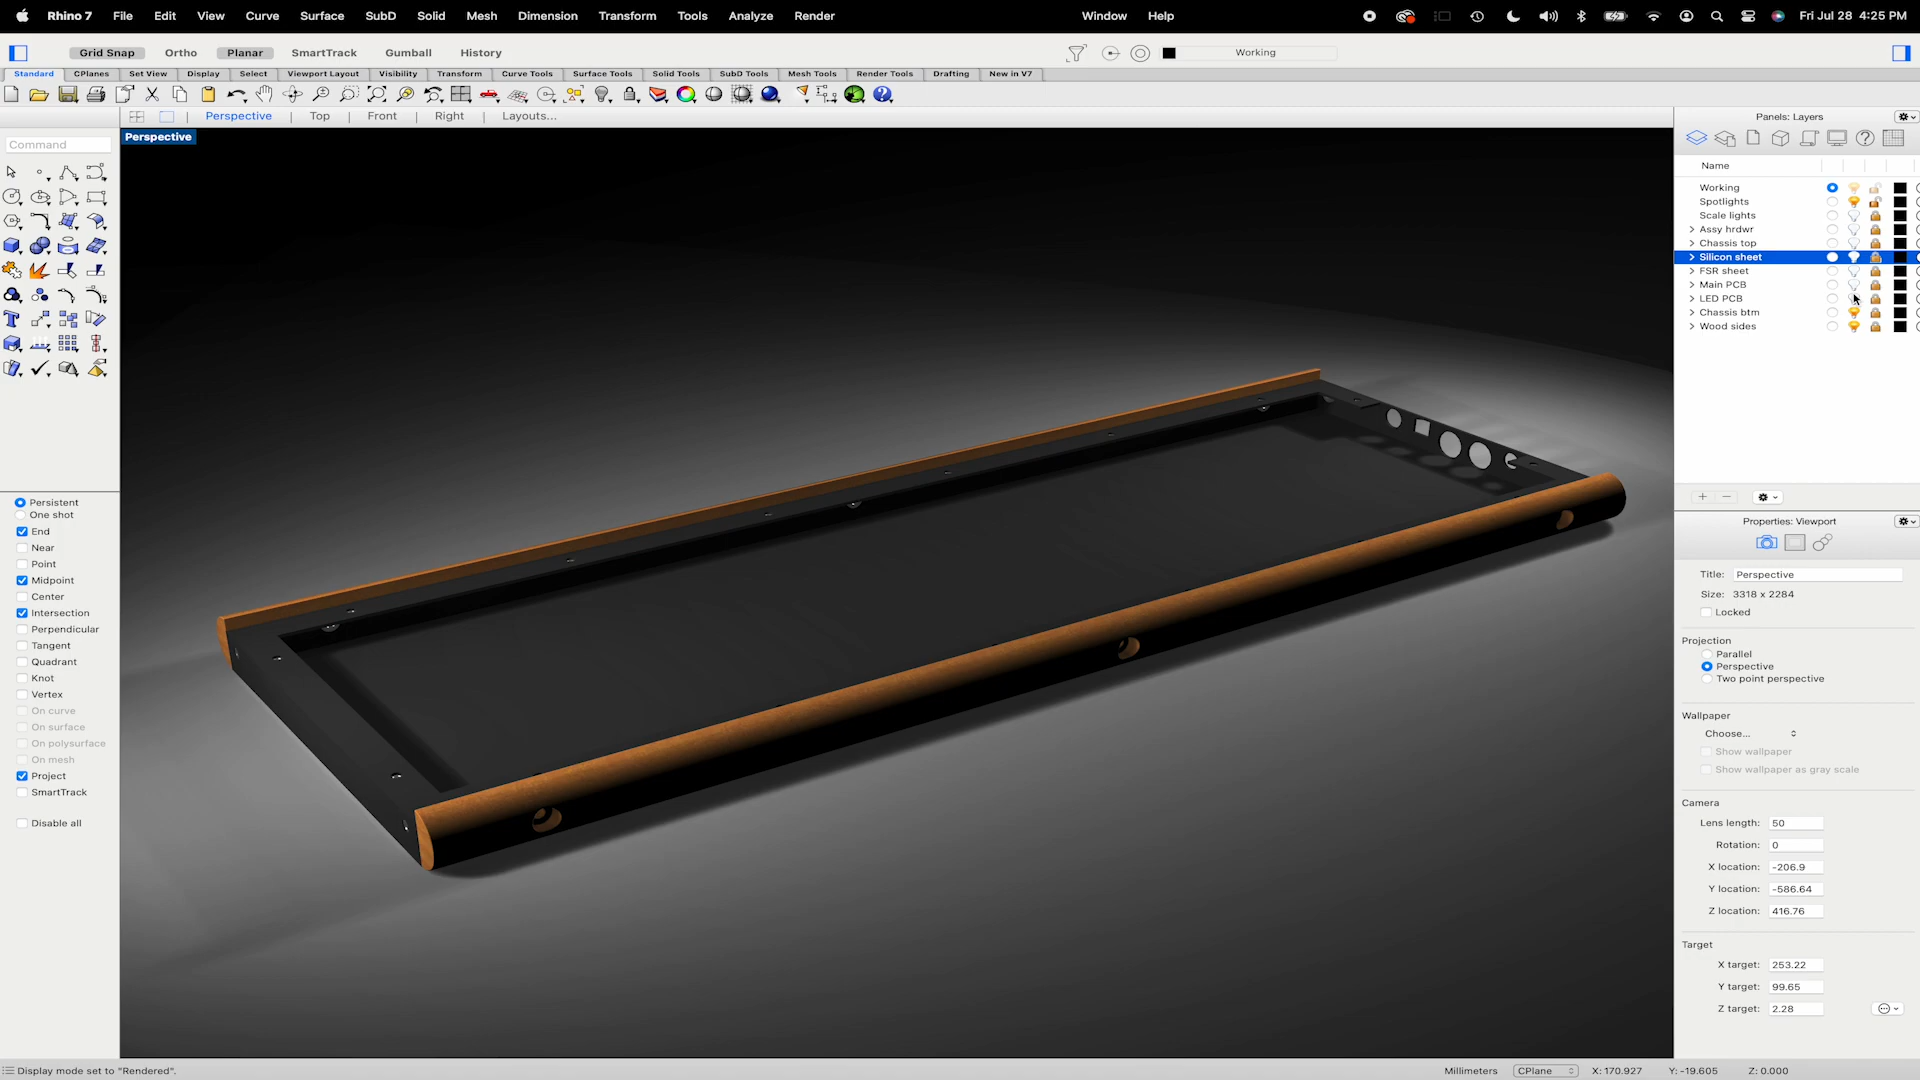 Rhino 7 File Edit View Curve Surface SubD Solid Mesh Dimension Transform Tools Analyze Render Window Help Fri Jul 28 4:25 PM
Grid Snap Ortho Planar SmartTrack Gumball History Working
Standard CPlanes Set View Display Select Viewport Layout Visibility Transform Curve Tools Surface Tools Solid Tools SubD Tools Mesh Tools Render Tools Drafting New in V7
Perspective Top Front Right Layouts...
Perspective
Command
Persistent
One shot
End
Near
Point
Midpoint
Center
Intersection
Perpendicular
Tangent
Quadrant
Knot
Vertex
On curve
On surface
On polysurface
On mesh
Project
SmartTrack
Disable all
Panels: Layers
Name
Working
Spotlights
Scale lights
Assy hrdwr
Chassis top
Silicon sheet
FSR sheet
Main PCB
LED PCB
Chassis btm
Wood sides
Properties: Viewport
Title: Perspective
Size: 3318 x 2284
Locked
Projection
Parallel
Perspective
Two point perspective
Wallpaper
Choose...
Show wallpaper
Show wallpaper as gray scale
Camera
Lens length: 50
Rotation: 0
X location: -206.9
Y location: -586.64
Z location: 416.76
Target
X target: 253.22
Y target: 99.65
Z target: 2.28
Display mode set to "Rendered". Millimeters CPlane X: 170.927 Y: -19.605 Z: 0.000